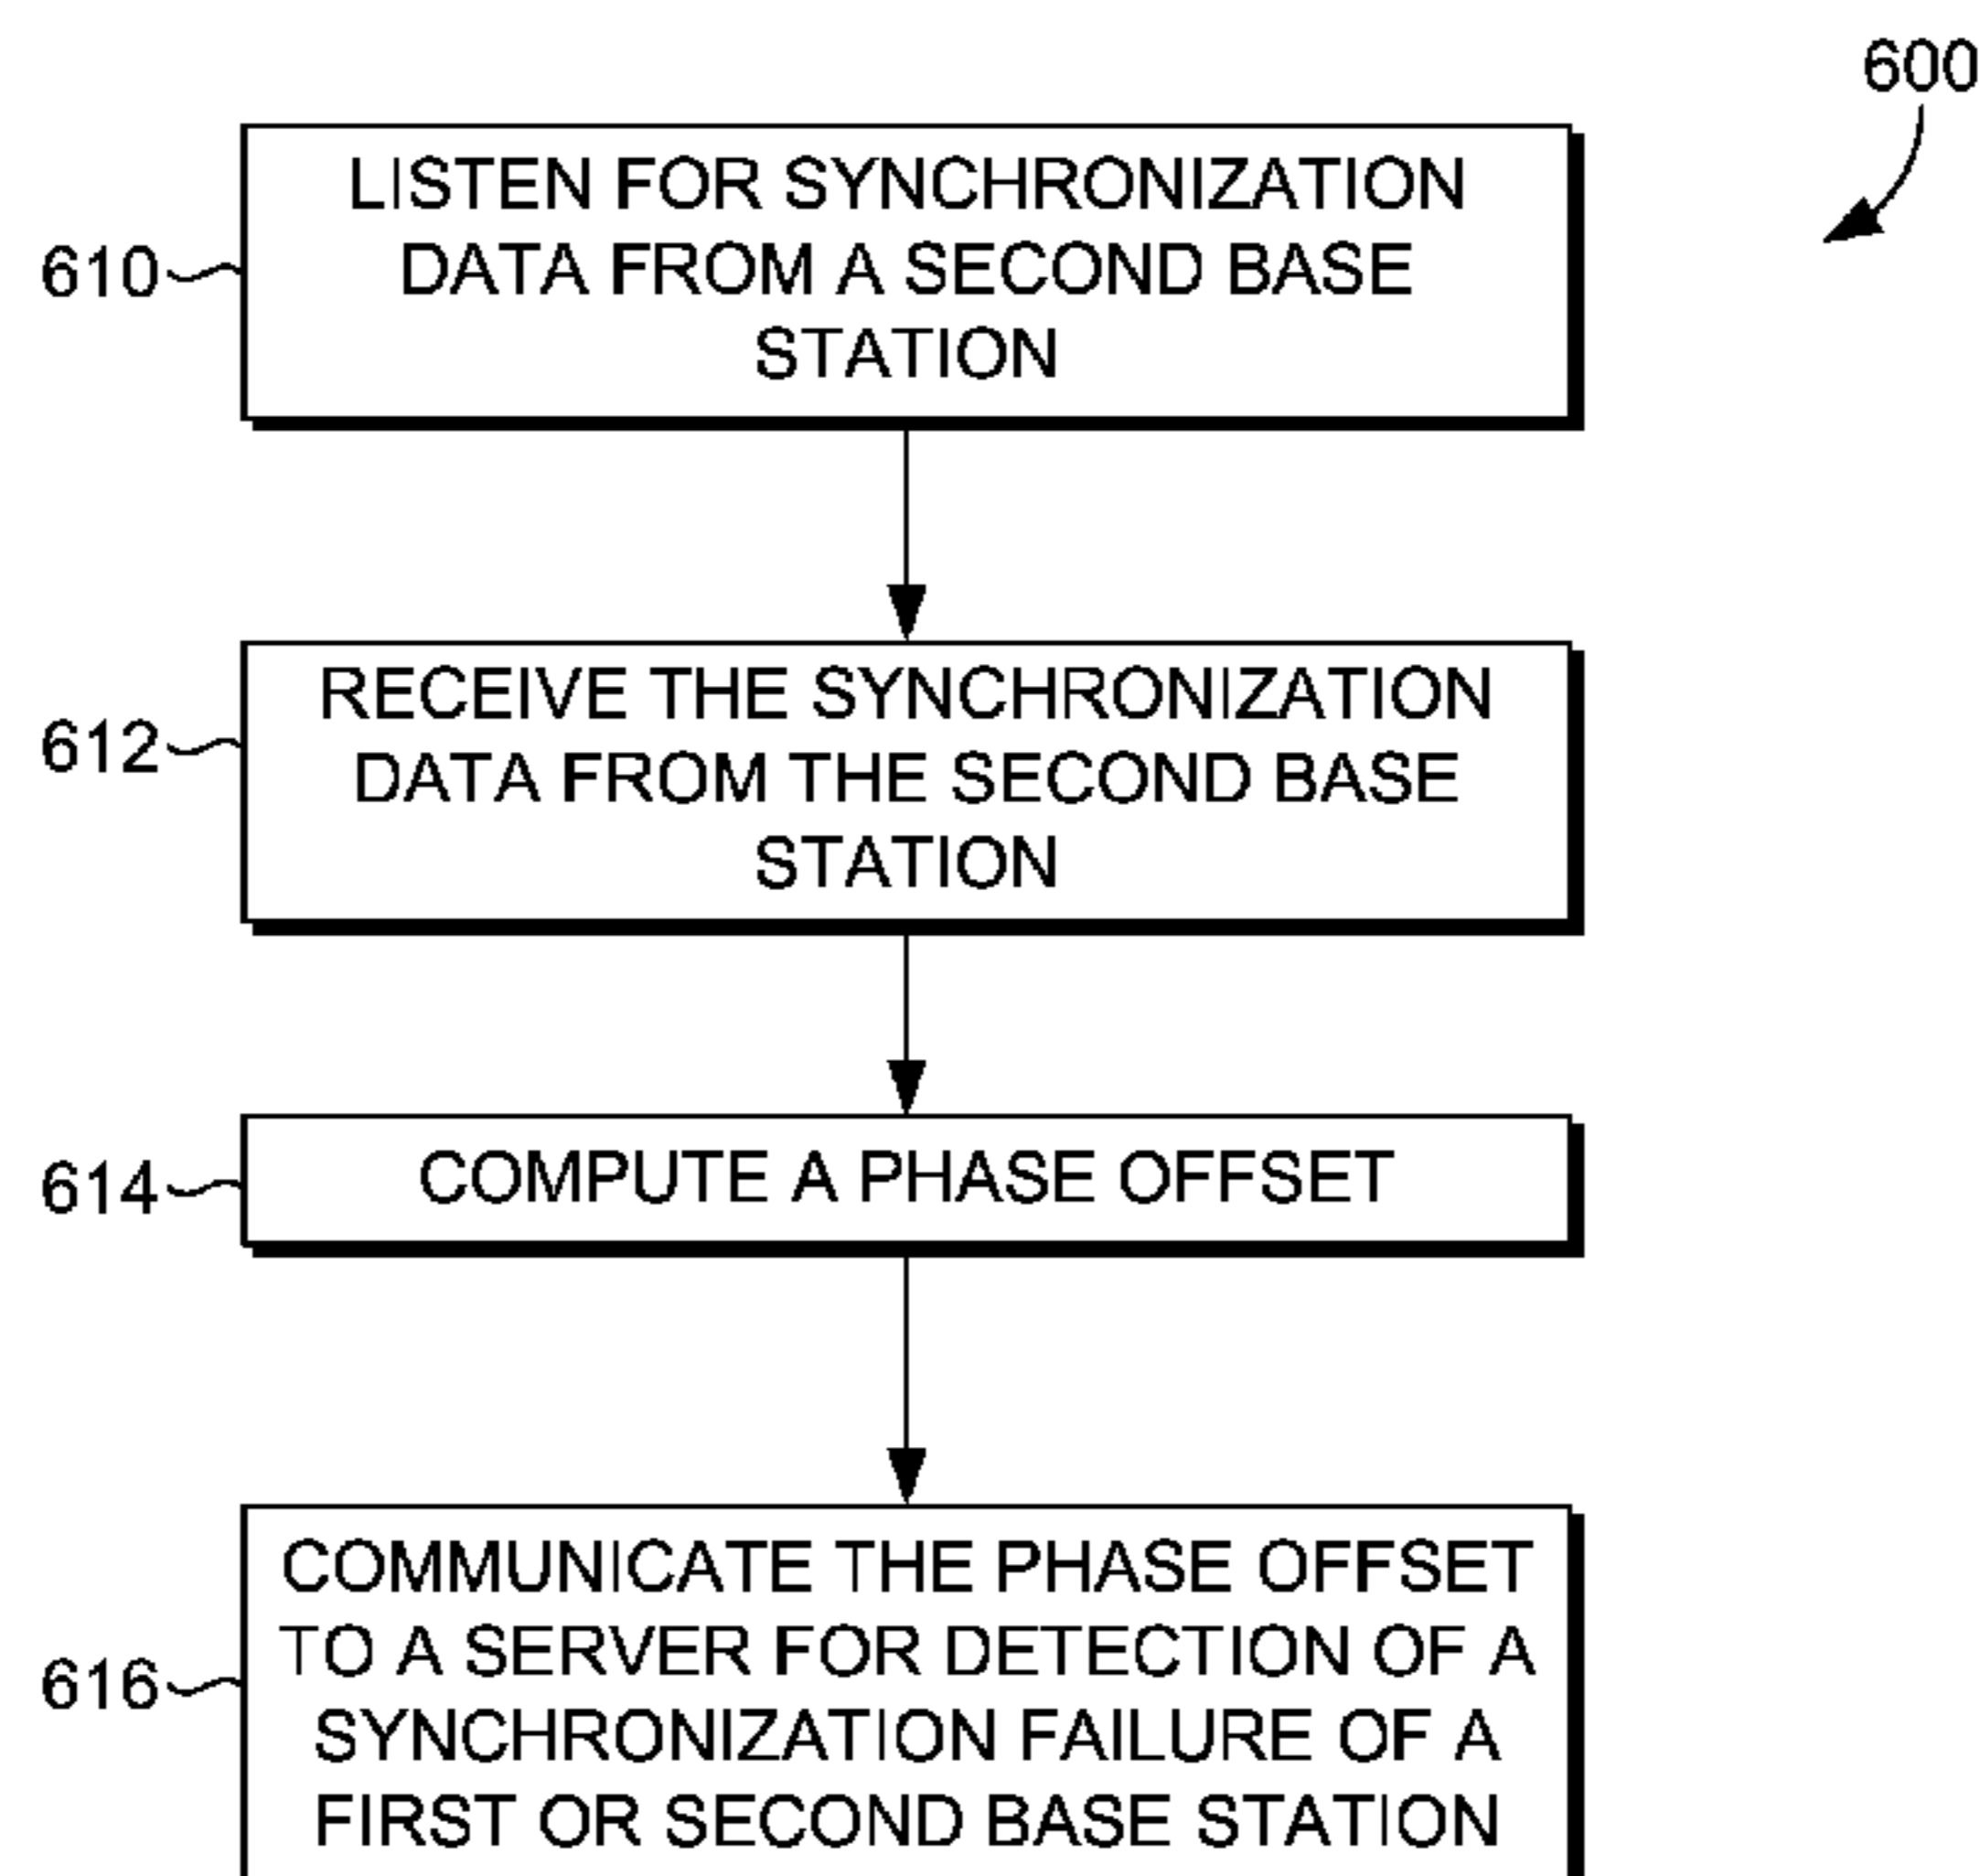 600
LISTEN FOR SYNCHRONIZATION
DATA FROM A SECOND BASE
STATION
610
RECEIVE THE SYNCHRONIZATION
DATA FROM THE SECOND BASE
STATION
612
COMPUTE A PHASE OFFSET
614
COMMUNICATE THE PHASE OFFSET
TO A SERVER FOR DETECTION OF A
SYNCHRONIZATION FAILURE OF A
FIRST OR SECOND BASE STATION
616